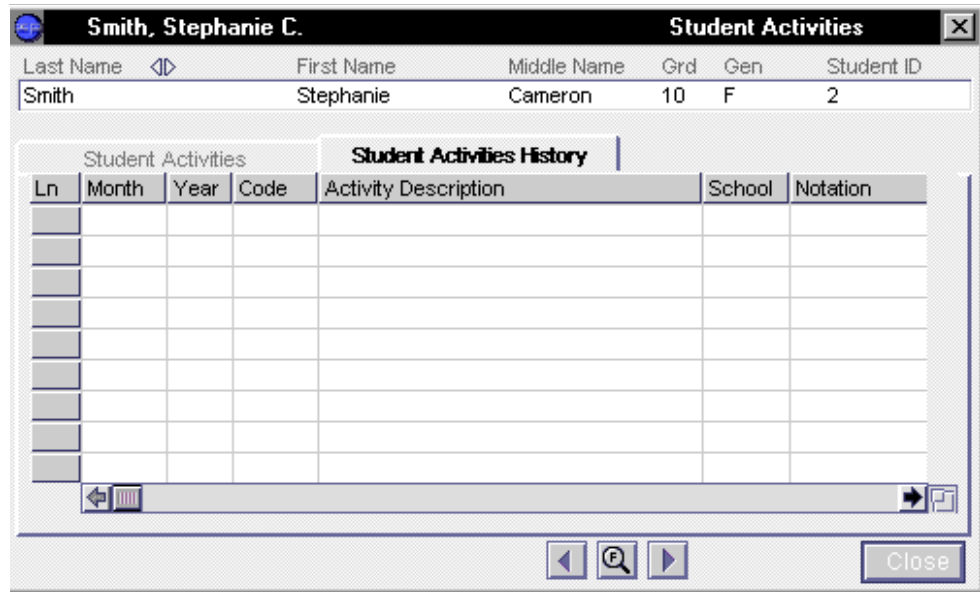 Smith, Stephanie C. Student Activities
Last Name First Name Middle Name Grd Gen Student ID
Smith Stephanie Cameron 10 F 2
Student Activities Student Activities History
Ln Month Year Code Activity Description School Notation
F
Close